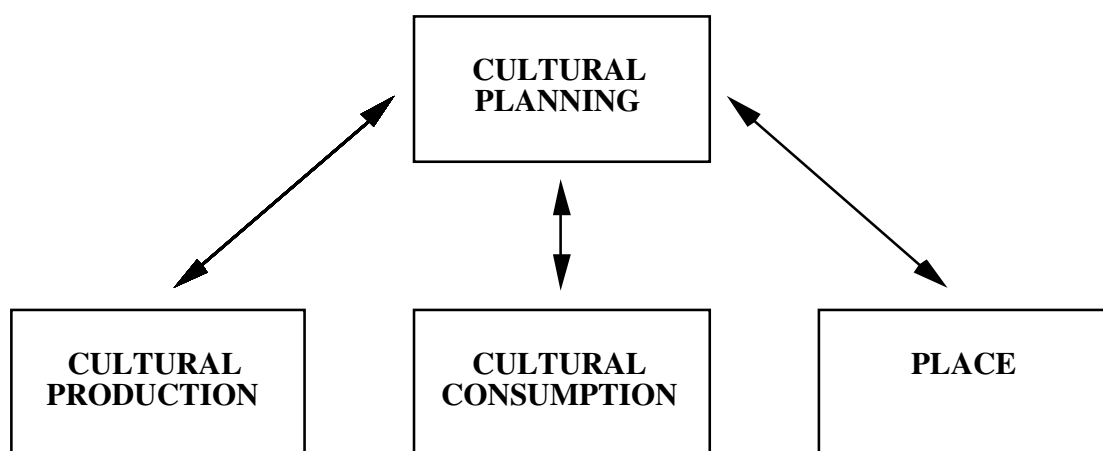 CULTURAL
PLANNING
CULTURAL
PRODUCTION
CULTURAL
CONSUMPTION
PLACE